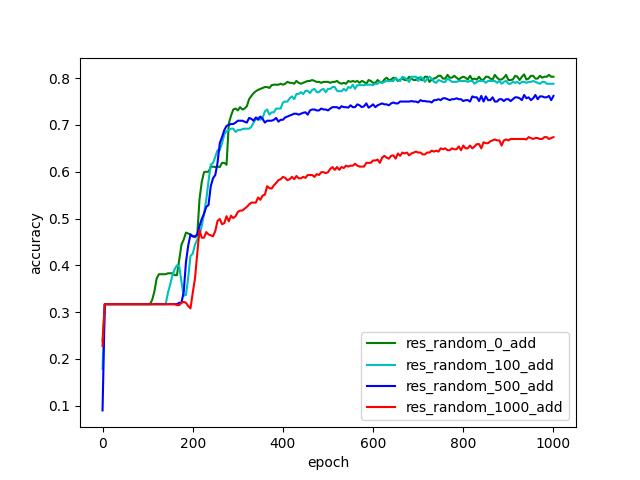 0.8
0.7
0.6
0.5
0.4
0.3
0.2
0.1
accuracy
res_random_0_add
res_random_100_add
res_random_500_add
res_random_1000_add
0 200 400 600 800 1000
epoch